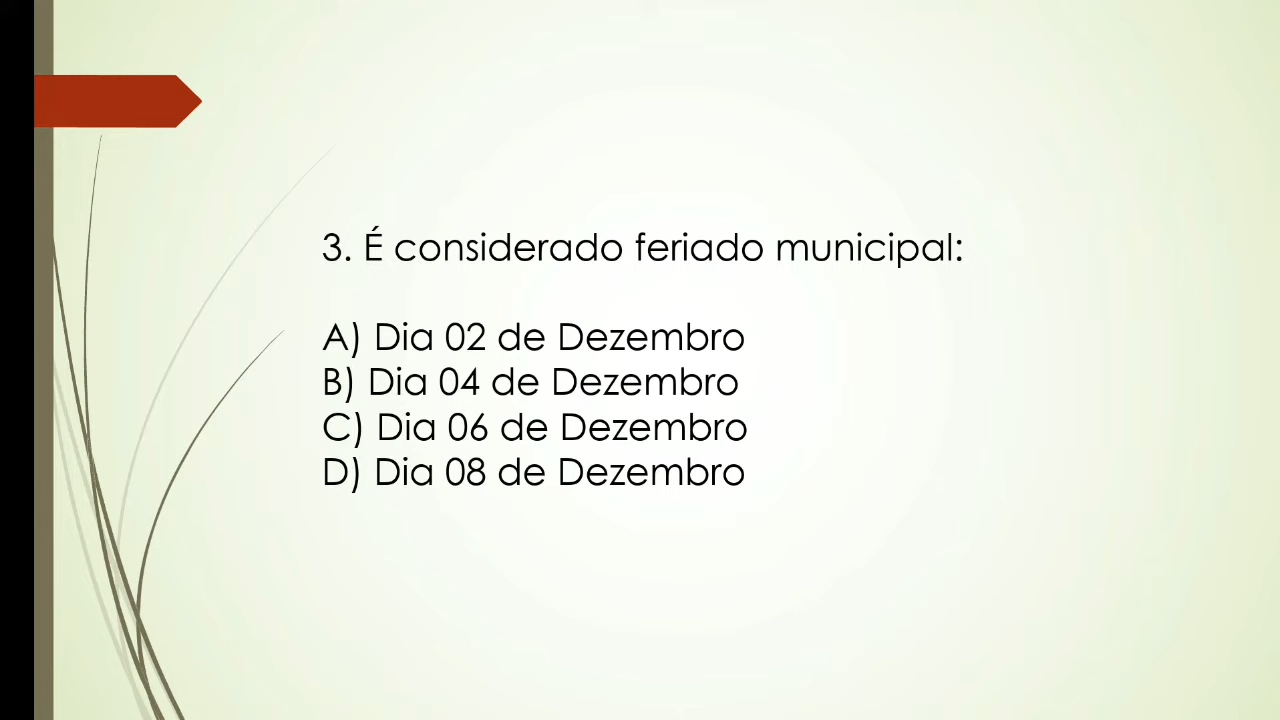 3. É considerado feriado municipal:
A) Dia 02 de Dezembro
B) Dia 04 de Dezembro
C) Dia 06 de Dezembro
D) Dia 08 de Dezembro